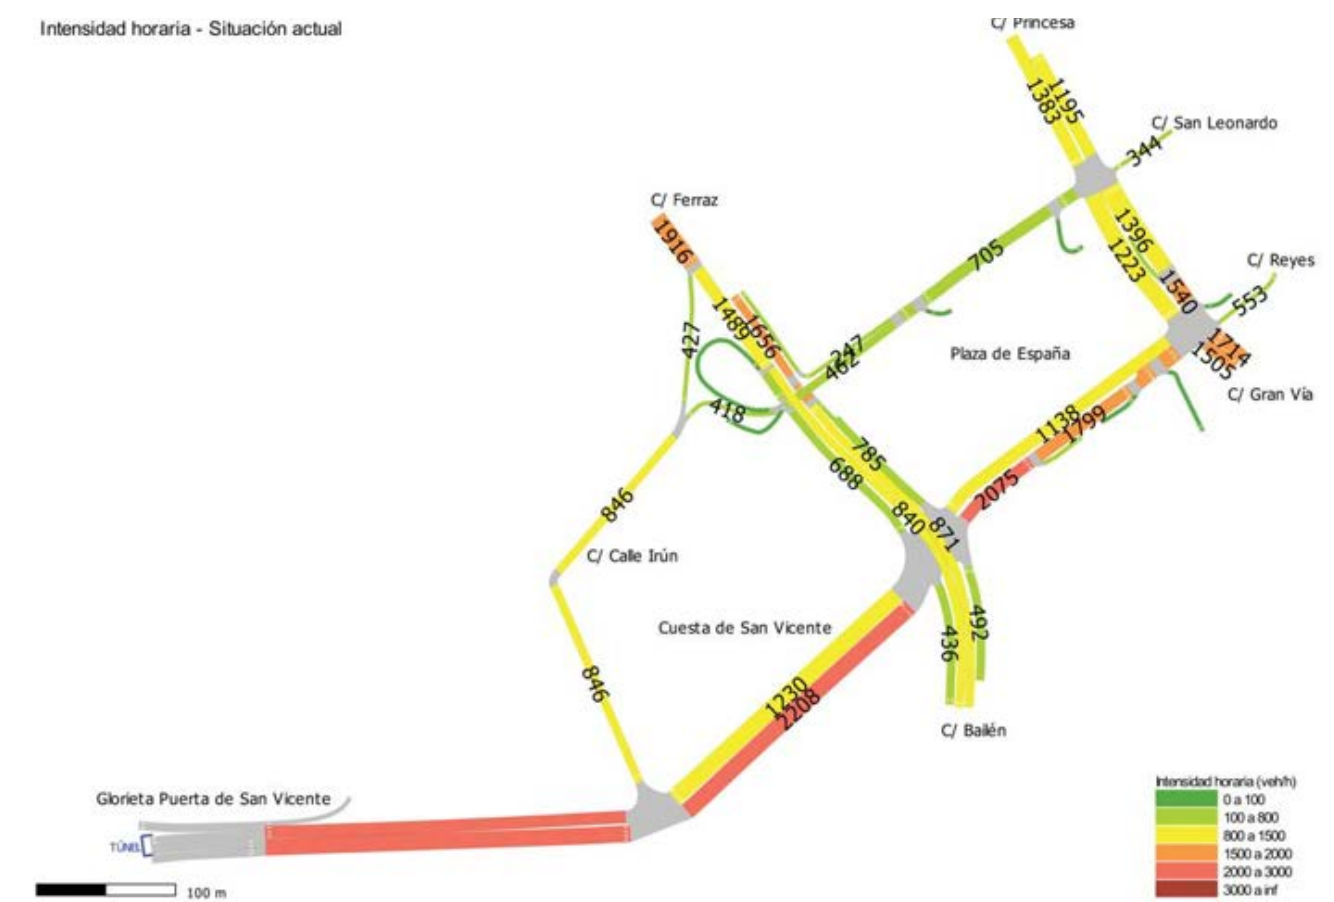 Intensidad horaria - Situación actual
C/ Princesa
1195
1383
C/ San Leonardo
344
C/ Ferraz
1916
1396
1223
705
C/ Reyes
1540
553
1489
1656
427
247
462
Plaza de España
1714
1505
C/ Gran Vía
418
1138
1799
785
688
2075
846
840
871
C/ Calle Irún
Cuesta de San Vicente
492
436
846
1230
2208
C/ Bailén
Glorieta Puerta de San Vicente
TÚNEL
100 m
Intensidad horaria (veh/h)
0 a 100
100 a 800
800 a 1500
1500 a 2000
2000 a 3000
3000 a inf